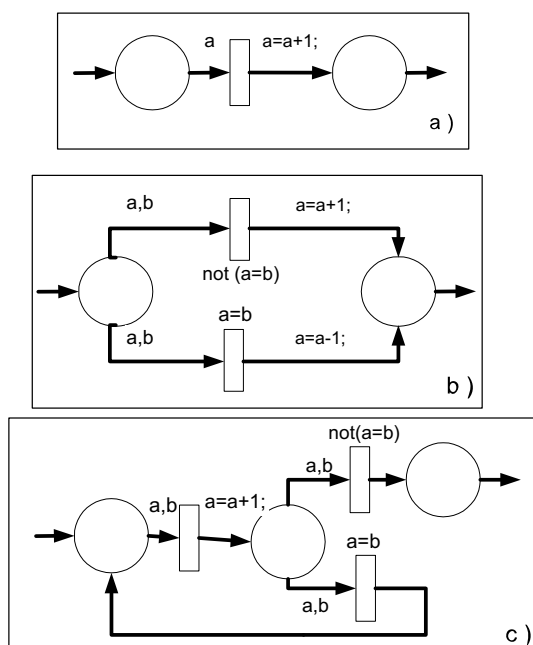 a
a=a+1;
a )
a,b
a=a+1;
not (a=b)
a=b
a,b
a=a-1;
b )
not(a=b)
a,b
a,b
a=a+1;
a=b
a,b
c )